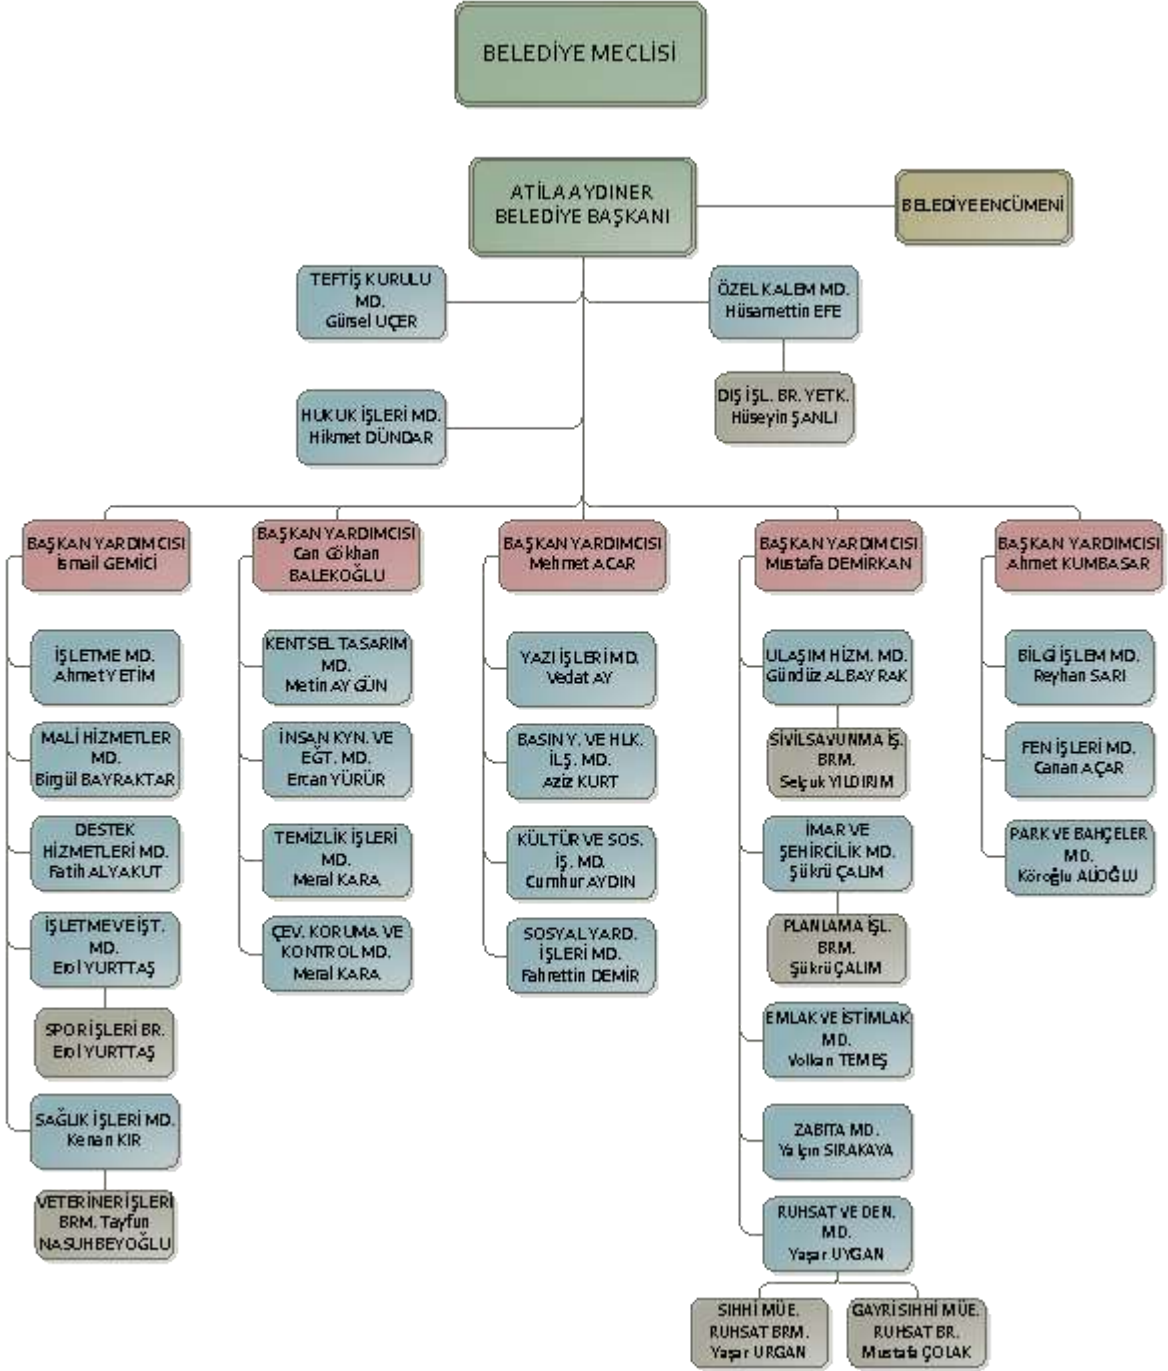 BELEDİYE MECLİSİ
ATİLA AYDINER
BELEDİYE BAŞKANI
BELEDİYE ENCÜMENİ
TEFTİŞ KURULU
MD.
Gürsel UÇER
ÖZEL KALEM MD.
Hüsamettin EFE
DIŞ İŞL. BR. YETK.
Hüseyin ŞANLI
HUKUK İŞLERİ MD.
Hikmet DÜNDAR
BAŞKAN YARDIMCISI
İsmail GEMİCİ
İŞLETME MD.
Ahmet YETİM
MALİ HİZMETLER
MD.
Birgül BAYRAKTAR
DESTEK
HİZMETLERİ MD.
Fatih ALYAKUT
İŞLETME VE İŞT.
MD.
Erol YURTTAŞ
SPOR İŞLERİ BR.
Erol YURTTAŞ
SAĞLIK İŞLERİ MD.
Kenan KIR
VETERİNER İŞLERİ
BRM. Tayfun
NASUHBEYOĞLU
BAŞKAN YARDIMCISI
Can Gökhan
BALEKOĞLU
KENTSEL TASARIM
MD.
Metin AYGÜN
İNSAN KYN. VE
EĞT. MD.
Ercan YÜRÜR
TEMİZLİK İŞLERİ
MD.
Meral KARA
ÇEV. KORUMA VE
KONTROL MD.
Meral KARA
BAŞKAN YARDIMCISI
Mehmet ACAR
YAZI İŞLERİ MD.
Vedat AY
BASIN Y. VE HLK.
İLŞ. MD.
Aziz KURT
KÜLTÜR VE SOS.
İŞ. MD.
Cumhur AYDIN
SOSYAL YARD.
İŞLERİ MD.
Fahrettin DEMİR
BAŞKAN YARDIMCISI
Mustafa DEMİRKAN
ULAŞIM HİZM. MD.
Gündüz ALBAYRAK
SİVİL SAVUNMA İŞ.
BRM.
Selçuk YILDIRIM
İMAR VE
ŞEHİRCİLİK MD.
Şükrü ÇALIM
PLANLAMA İŞL.
BRM.
Şükrü ÇALIM
EMLAK VE İSTİMLAK
MD.
Volkan TEMEŞ
ZABITA MD.
Yalçın SIRAKAYA
RUHSAT VE DEN.
MD.
Yaşar UYGAN
SIHHİ MÜE.
RUHSAT BRM.
Yaşar URGAN
GAYRİ SIHHİ MÜE.
RUHSAT BR.
Mustafa ÇOLAK
BAŞKAN YARDIMCISI
Ahmet KUMBASAR
BİLGİ İŞLEM MD.
Reyhan SARI
FEN İŞLERİ MD.
Canan AÇAR
PARK VE BAHÇELER
MD.
Köroğlu ALİOĞLU